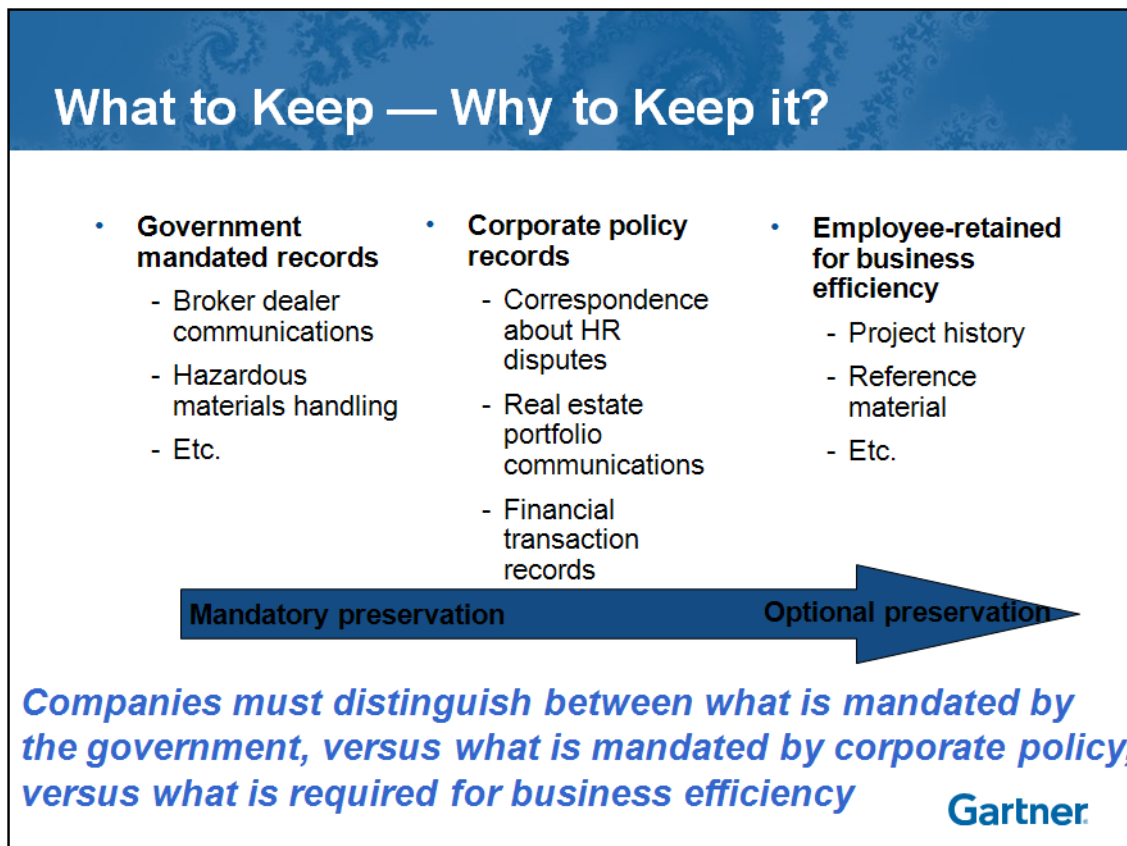 What to Keep — Why to Keep it?
• Government
mandated records
- Broker dealer
communications
- Hazardous
materials handling
- Etc.
• Corporate policy
records
- Correspondence
about HR
disputes
- Real estate
portfolio
communications
- Financial
transaction
records
• Employee-retained
for business
efficiency
- Project history
- Reference
material
- Etc.
Mandatory preservation
Optional preservation
Companies must distinguish between what is mandated by
the government, versus what is mandated by corporate policy,
versus what is required for business efficiency
Gartner